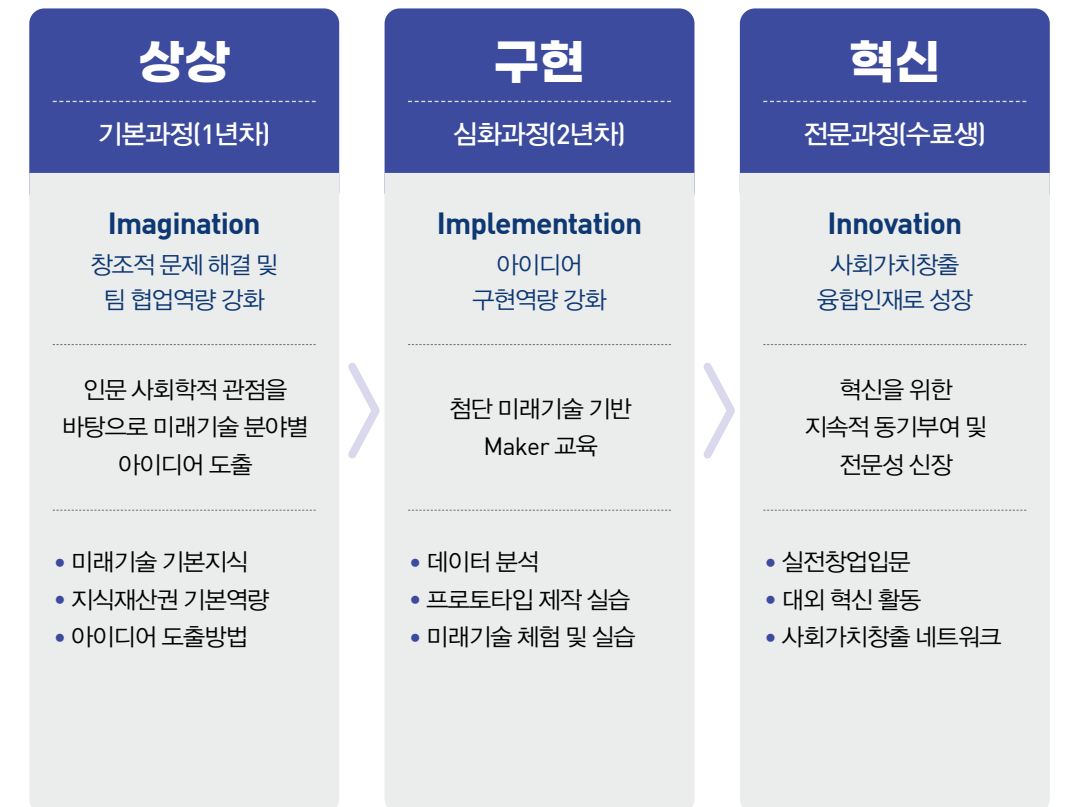 상상
기본과정(1년차)
Imagination
창조적 문제 해결 및
팀 협업역량 강화
인문 사회학적 관점을
바탕으로 미래기술 분야별
아이디어 도출
• 미래기술 기본지식
• 지식재산권 기본역량
• 아이디어 도출방법
구현
심화과정(2년차)
Implementation
아이디어
구현역량 강화
첨단 미래기술 기반
Maker 교육
• 데이터 분석
• 프로토타입 제작 실습
• 미래기술 체험 및 실습
혁신
전문과정(수료생)
Innovation
사회가치창출
융합인재로 성장
혁신을 위한
지속적 동기부여 및
전문성 신장
• 실전창업입문
• 대외 혁신 활동
• 사회가치창출 네트워크